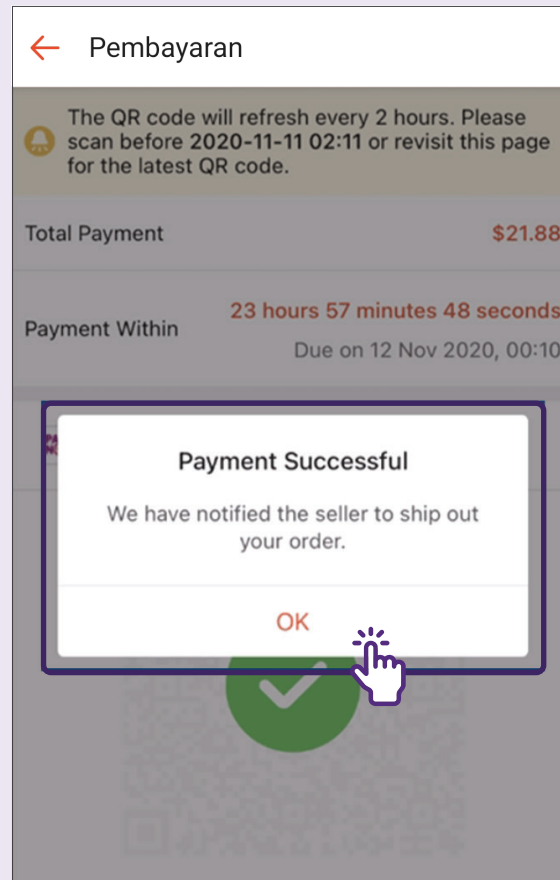 Pembayaran
The QR code will refresh every 2 hours. Please
scan before 2020-11-11 02:11 or revisit this page
for the latest QR code.
Total Payment $21.88
23 hours 57 minutes 48 seconds
Payment Within
Due on 12 Nov 2020, 00:10
PA
Payment Successful
We have notified the seller to ship out
your order.
OK